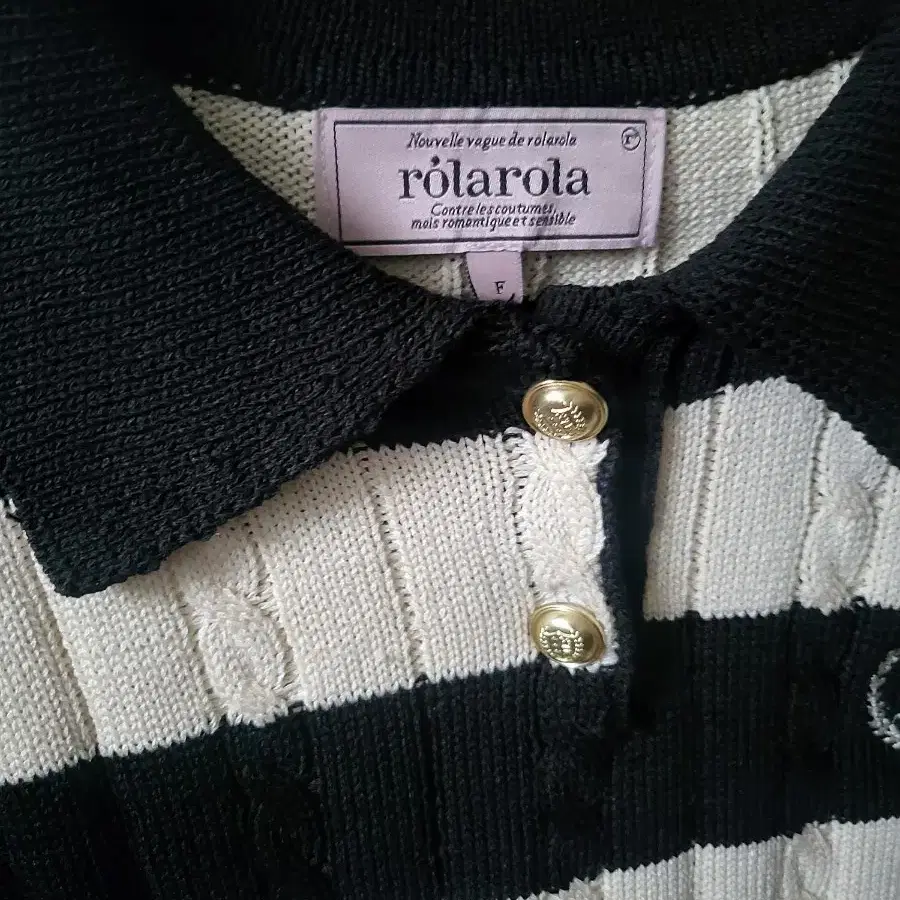 Nouvelle vague de rolarola
r
rólarola
Contre les coutumes,
mais romantique et sensible
F